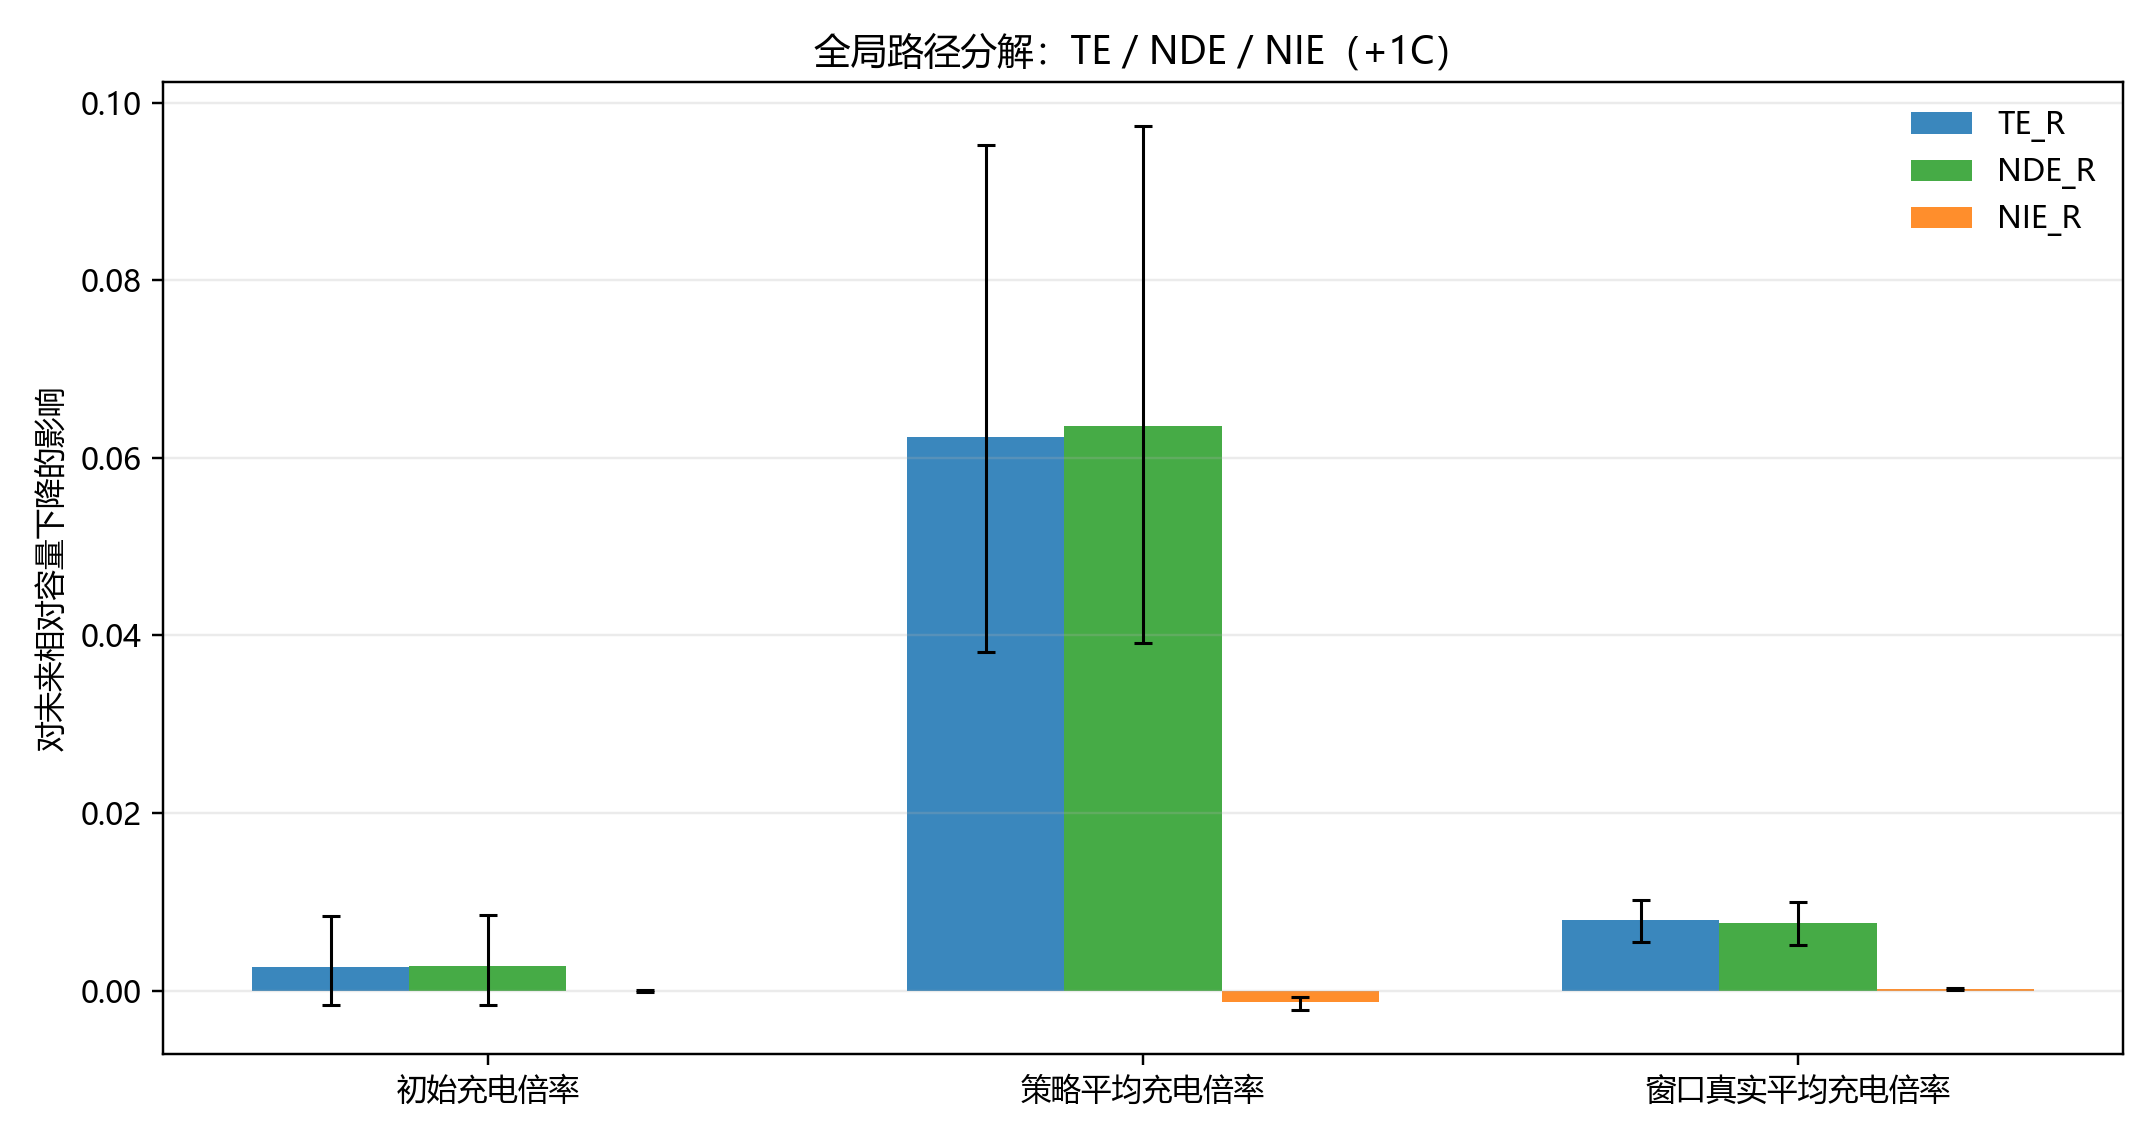 全局路径分解：TE / NDE / NIE（+1C）
对未来相对容量下降的影响
0.10
0.08
0.06
0.04
0.02
0.00
TE_R
NDE_R
NIE_R
初始充电倍率
策略平均充电倍率
窗口真实平均充电倍率